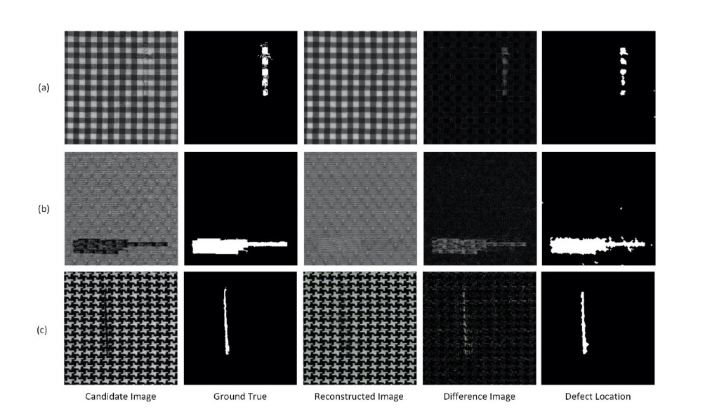 (a)
(b)
(c)
Candidate Image Ground True Reconstructed Image Difference Image Defect Location